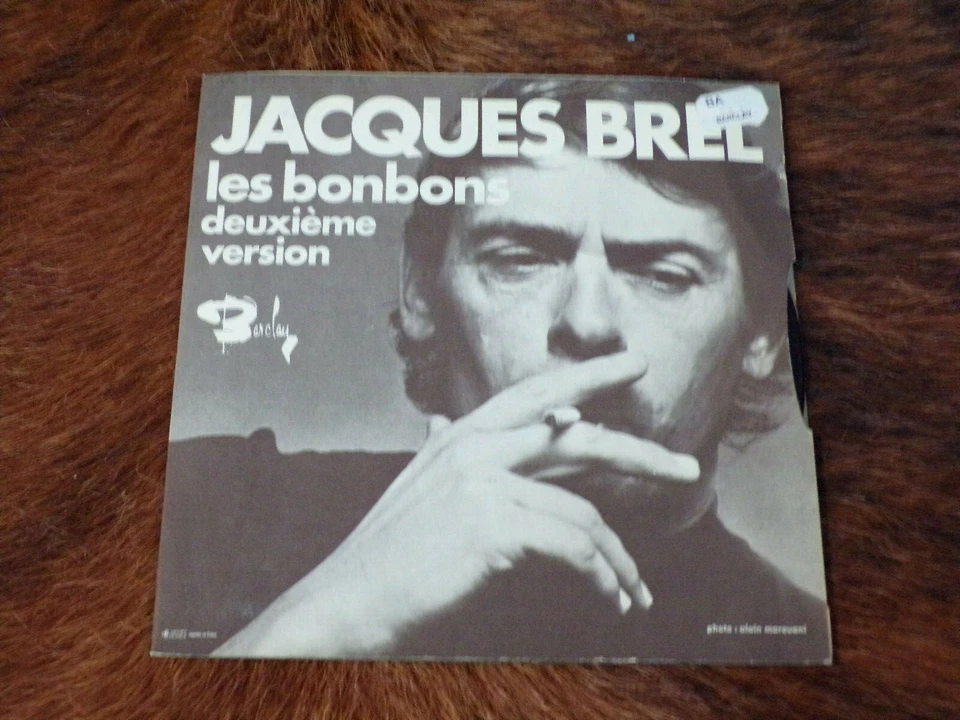 JACQUES BREL
les bonbons
deuxième
version
Barclay
photo : alain marouani